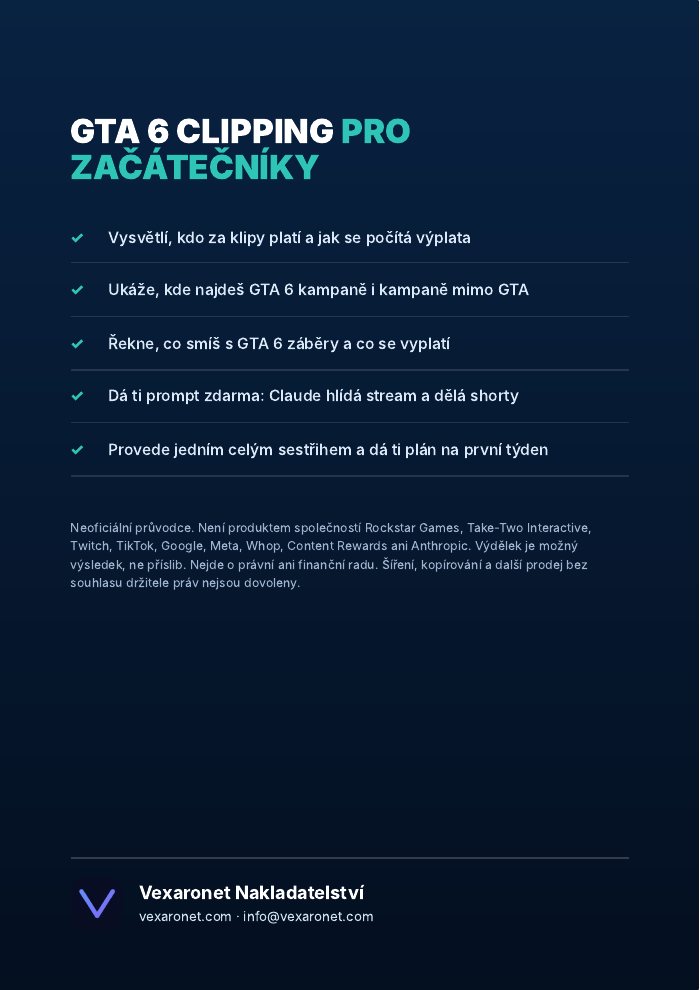 GTA 6 CLIPPING PRO
ZAČÁTEČNÍKY
Vysvětlí, kdo za klipy platí a jak se počítá výplata
Ukáže, kde najdeš GTA 6 kampaně i kampaně mimo GTA
Řekne, co smíš s GTA 6 záběry a co se vyplatí
Dá ti prompt zdarma: Claude hlídá stream a dělá shorty
Provede jedním celým sestřihem a dá ti plán na první týden
Neoficiální průvodce. Není produktem společností Rockstar Games, Take-Two Interactive,
Twitch, TikTok, Google, Meta, Whop, Content Rewards ani Anthropic. Výdělek je možný
výsledek, ne příslib. Nejde o právní ani finanční radu. Šíření, kopírování a další prodej bez
souhlasu držitele práv nejsou dovoleny.
Vexaronet Nakladatelství
vexaronet.com · info@vexaronet.com